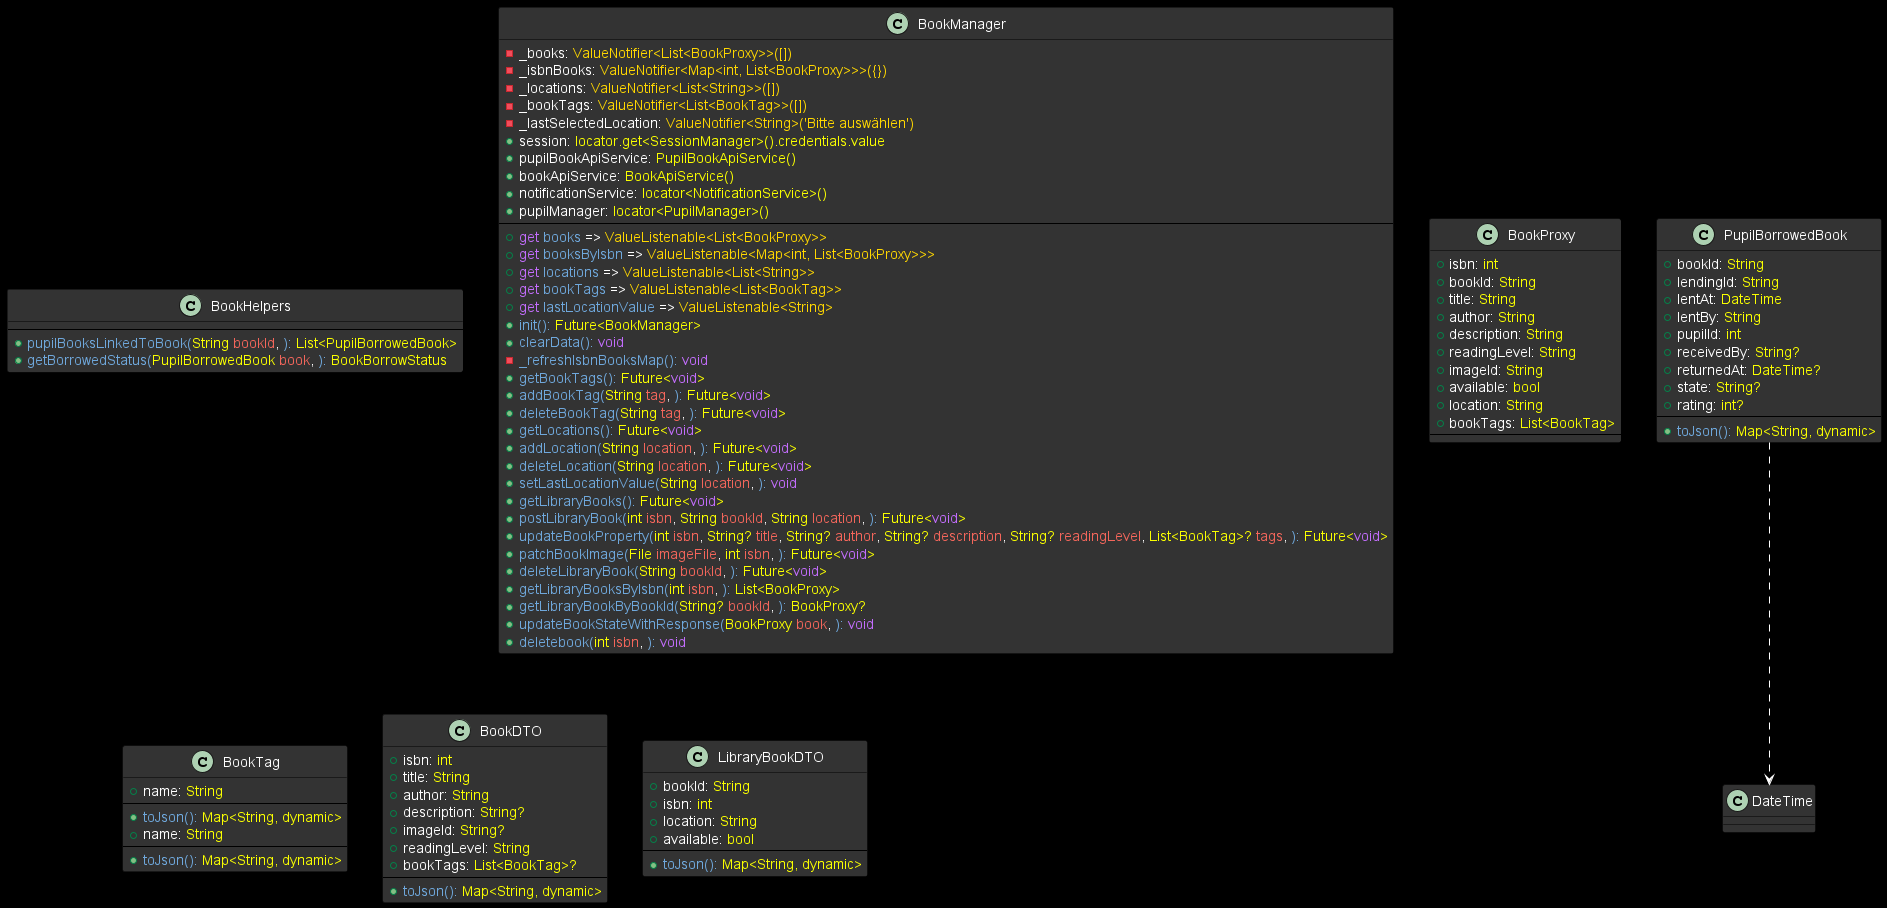 C BookManager
_books: ValueNotifier<List<BookProxy>>([])
_isbnBooks: ValueNotifier<Map<int, List<BookProxy>>>({})
_locations: ValueNotifier<List<String>>([])
_bookTags: ValueNotifier<List<BookTag>>([])
_lastSelectedLocation: ValueNotifier<String>('Bitte auswählen')
session: locator.get<SessionManager>().credentials.value
pupilBookApiService: PupilBookApiService()
bookApiService: BookApiService()
notificationService: locator<NotificationService>()
pupilManager: locator<PupilManager>()
get books => ValueListenable<List<BookProxy>>
get booksByIsbn => ValueListenable<Map<int, List<BookProxy>>>
get locations => ValueListenable<List<String>>
get bookTags => ValueListenable<List<BookTag>>
get lastLocationValue => ValueListenable<String>
init(): Future<BookManager>
clearData(): void
_refreshIsbnBooksMap(): void
getBookTags(): Future<void>
addBookTag(String tag, ): Future<void>
deleteBookTag(String tag, ): Future<void>
getLocations(): Future<void>
addLocation(String location, ): Future<void>
deleteLocation(String location, ): Future<void>
setLastLocationValue(String location, ): void
getLibraryBooks(): Future<void>
postLibraryBook(int isbn, String bookId, String location, ): Future<void>
updateBookProperty(int isbn, String? title, String? author, String? description, String? readingLevel, List<BookTag>? tags, ): Future<void>
patchBookImage(File imageFile, int isbn, ): Future<void>
deleteLibraryBook(String bookId, ): Future<void>
getLibraryBooksByIsbn(int isbn, ): List<BookProxy>
getLibraryBookByBookId(String? bookId, ): BookProxy?
updateBookStateWithResponse(BookProxy book, ): void
deletebook(int isbn, ): void
C BookHelpers
pupilBooksLinkedToBook(String bookId, ): List<PupilBorrowedBook>
getBorrowedStatus(PupilBorrowedBook book, ): BookBorrowStatus
C BookProxy
isbn: int
bookId: String
title: String
author: String
description: String
readingLevel: String
imageId: String
available: bool
location: String
bookTags: List<BookTag>
C PupilBorrowedBook
bookId: String
lendingId: String
lentAt: DateTime
lentBy: String
pupilId: int
receivedBy: String?
returnedAt: DateTime?
state: String?
rating: int?
toJson(): Map<String, dynamic>
C BookTag
name: String
toJson(): Map<String, dynamic>
name: String
toJson(): Map<String, dynamic>
C BookDTO
isbn: int
title: String
author: String
description: String?
imageId: String?
readingLevel: String
bookTags: List<BookTag>?
toJson(): Map<String, dynamic>
C LibraryBookDTO
bookId: String
isbn: int
location: String
available: bool
toJson(): Map<String, dynamic>
C DateTime